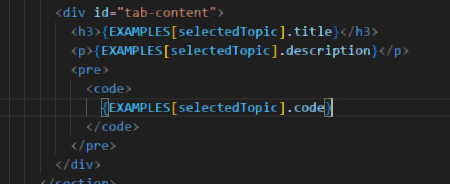 <div id="tab-content">
<h3>{EXAMPLES[selectedTopic].title}</h3>
<p>{EXAMPLES[selectedTopic].description}</p>
<pre>
<code>
{EXAMPLES[selectedTopic].code}
</code>
</pre>
</div>
</section>